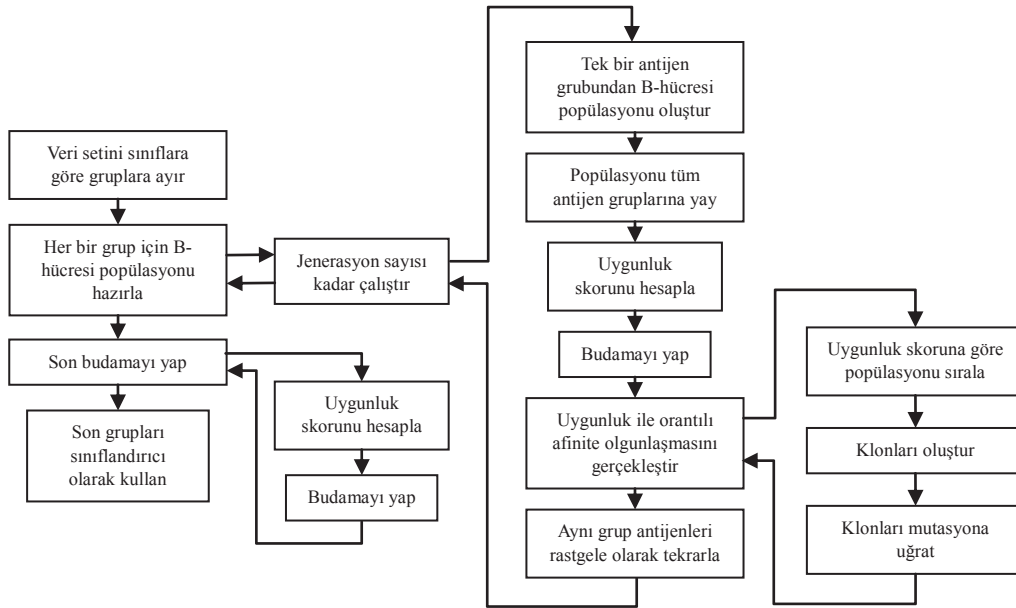 Veri setini sınıflara
göre gruplara ayır
Her bir grup için B-
hücresi popülasyonu
hazırla
Son budamayı yap
Son grupları
sınıflandırıcı
olarak kullan
Jenerasyon sayısı
kadar çalıştır
Uygunluk
skorunu hesapla
Budamayı yap
Tek bir antijen
grubundan B-hücresi
popülasyonu oluştur
Popülasyonu tüm
antijen gruplarına yay
Uygunluk
skorunu hesapla
Budamayı yap
Uygunluk ile orantılı
afinite olgunlaşmasını
gerçekleştir
Aynı grup antijenleri
rastgele olarak tekrarla
Uygunluk skoruna göre
popülasyonu sırala
Klonları oluştur
Klonları mutasyona
uğrat